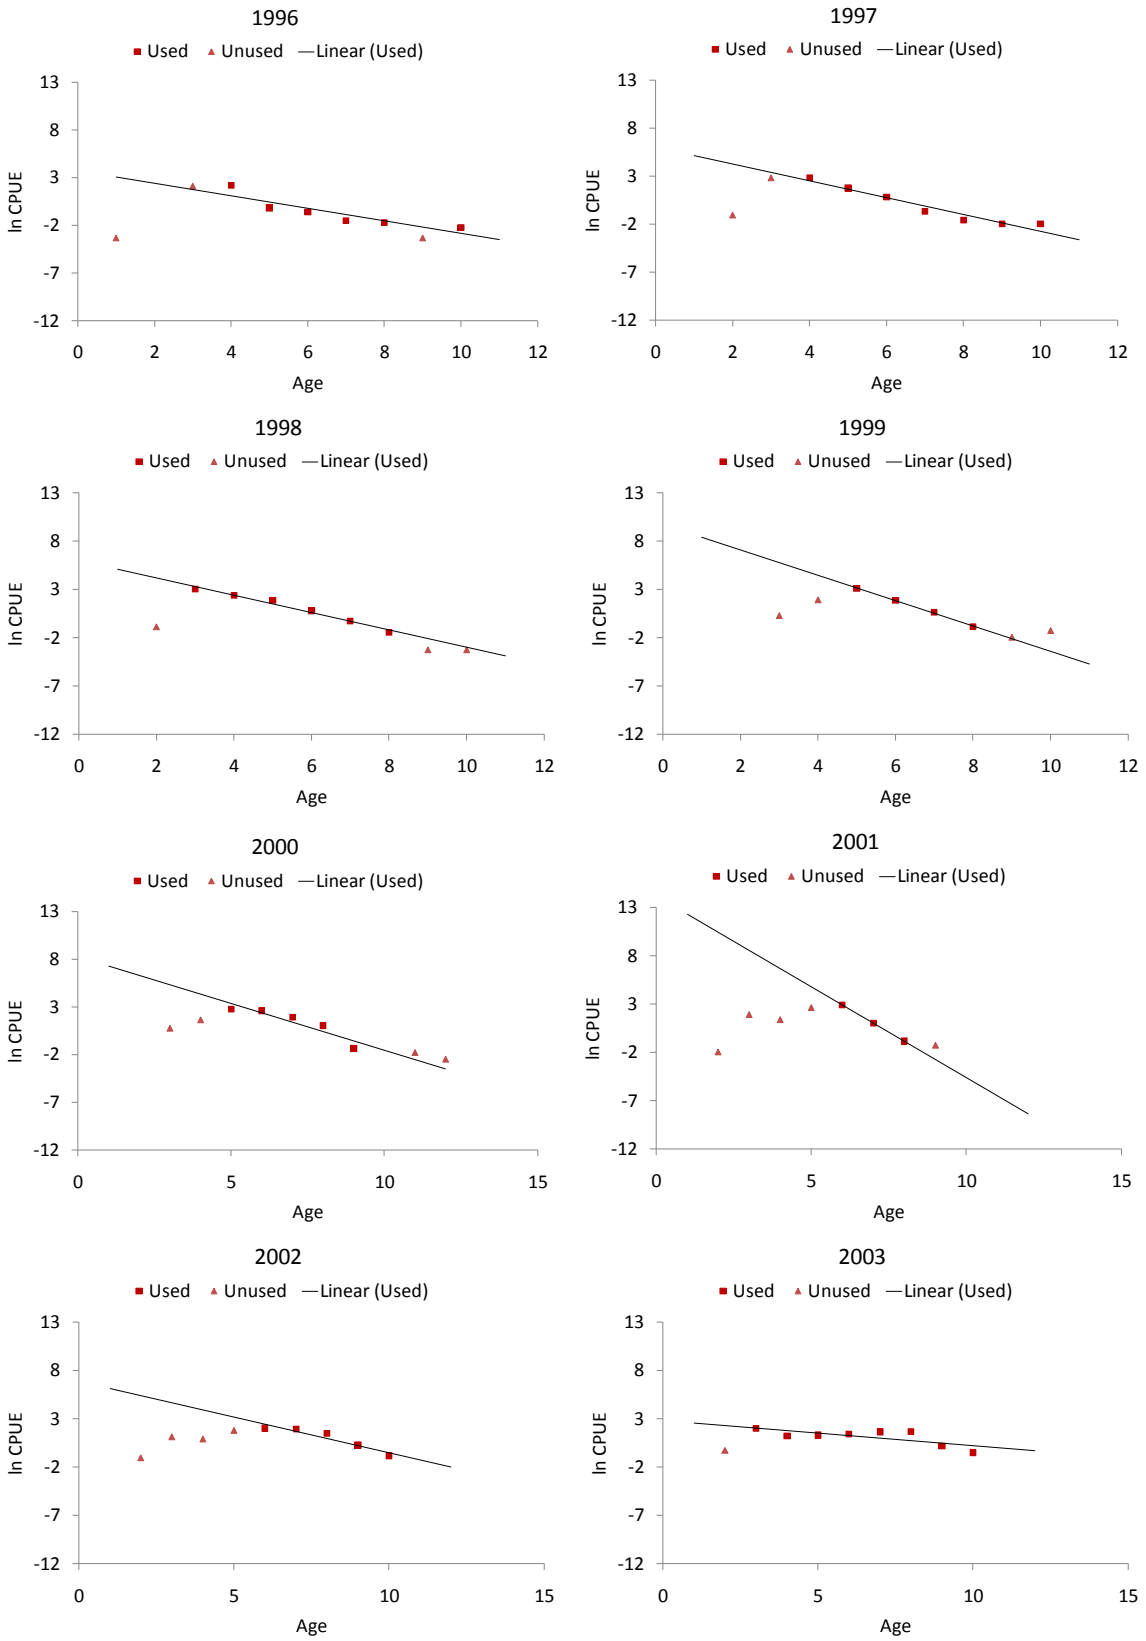 1996
Used Unused Linear (Used)
13
8
3
-2
-7
-12
0 2 4 6 8 10 12
ln CPUE
Age
1997
Used Unused Linear (Used)
13
8
3
-2
-7
-12
0 2 4 6 8 10 12
ln CPUE
Age
1998
Used Unused Linear (Used)
13
8
3
-2
-7
-12
0 2 4 6 8 10 12
ln CPUE
Age
1999
Used Unused Linear (Used)
13
8
3
-2
-7
-12
0 2 4 6 8 10 12
ln CPUE
Age
2000
Used Unused Linear (Used)
13
8
3
-2
-7
-12
0 5 10 15
ln CPUE
Age
2001
Used Unused Linear (Used)
13
8
3
-2
-7
-12
0 5 10 15
ln CPUE
Age
2002
Used Unused Linear (Used)
13
8
3
-2
-7
-12
0 5 10 15
ln CPUE
Age
2003
Used Unused Linear (Used)
13
8
3
-2
-7
-12
0 5 10 15
ln CPUE
Age